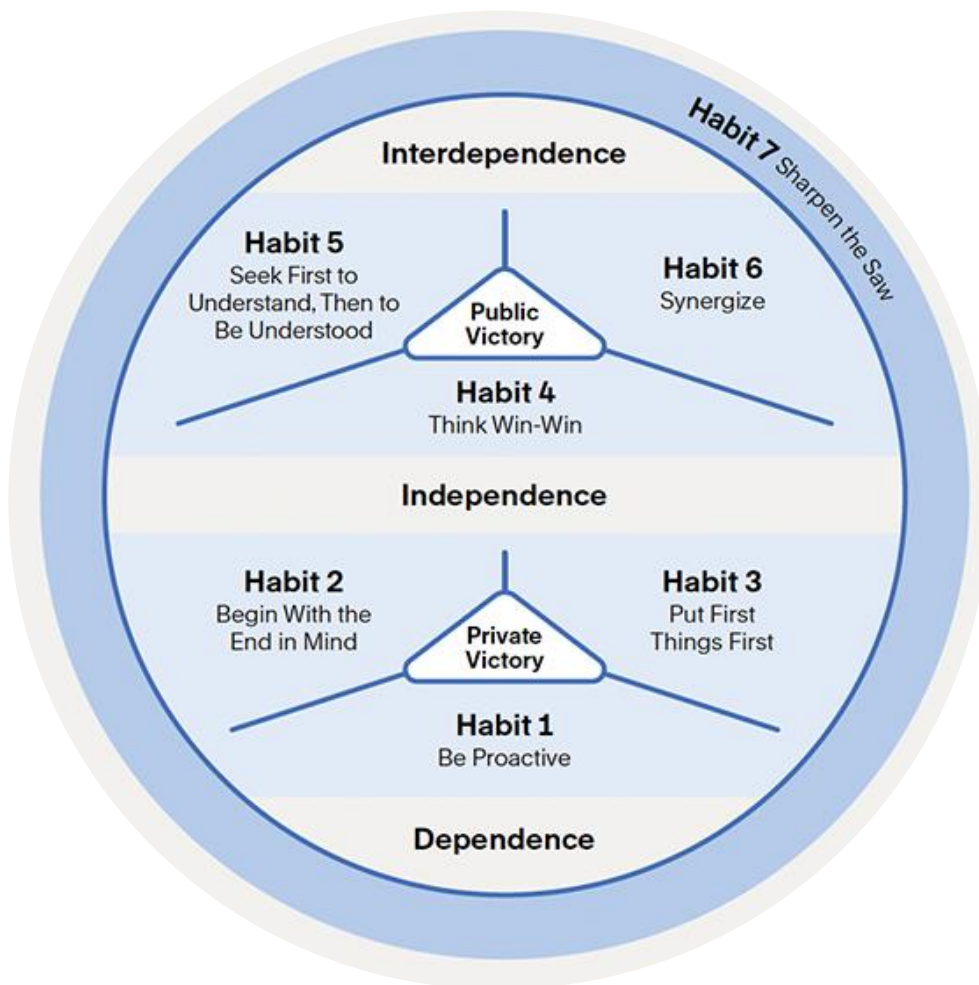 Habit 7 Sharpen the Saw
Interdependence
Habit 5
Seek First to
Understand, Then to
Be Understood
Habit 6
Synergize
Public
Victory
Habit 4
Think Win-Win
Independence
Habit 2
Begin With the
End in Mind
Habit 3
Put First
Things First
Private
Victory
Habit 1
Be Proactive
Dependence